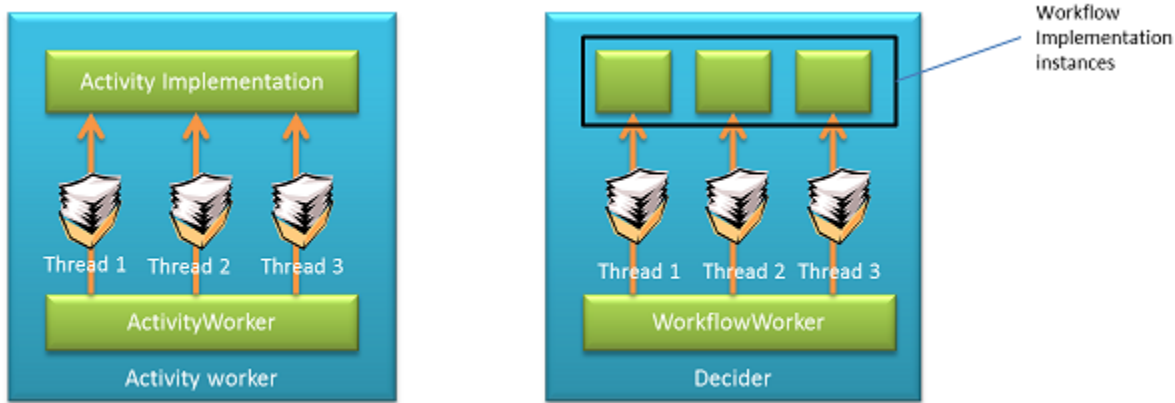 Activity Implementation
Thread 1 Thread 2 Thread 3
ActivityWorker
Activity worker
Workflow
Implementation
instances
Thread 1 Thread 2 Thread 3
WorkflowWorker
Decider